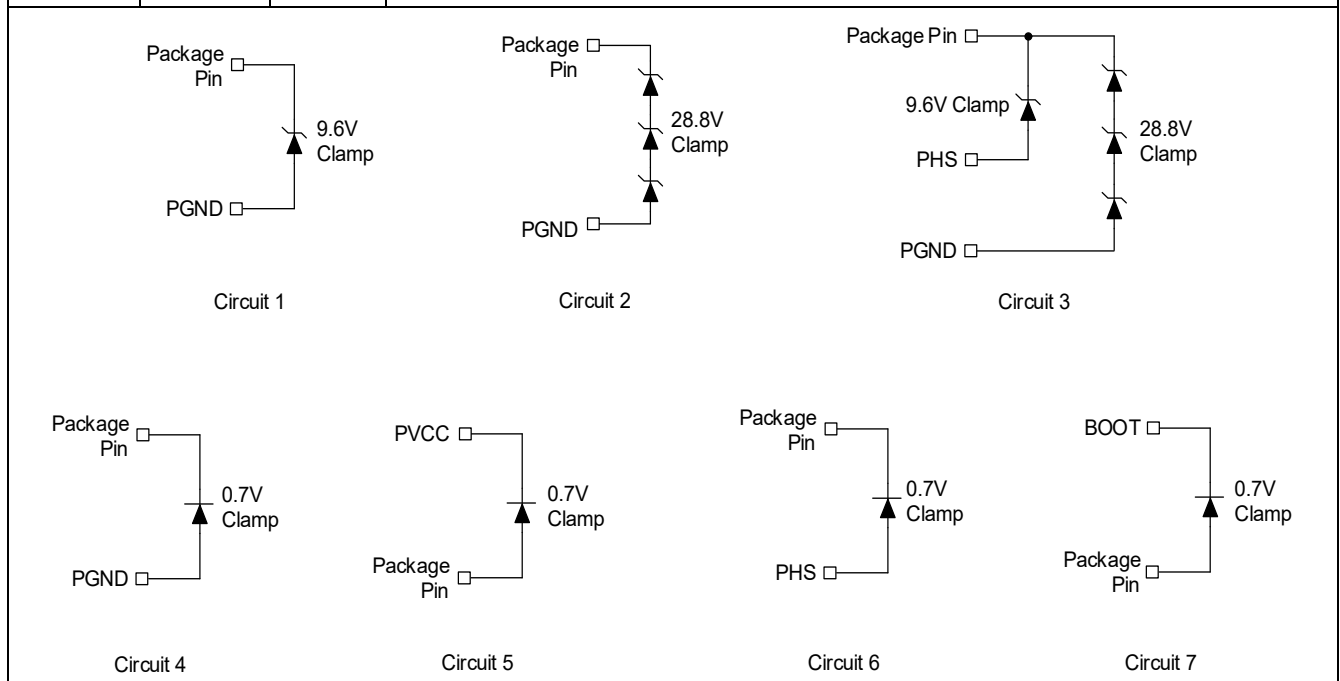 Package
Pin
9.6V
Clamp
PGND
Circuit 1
Package
Pin
28.8V
Clamp
PGND
Circuit 2
Package Pin
9.6V Clamp
PHS
28.8V
Clamp
PGND
Circuit 3
Package
Pin
0.7V
Clamp
PGND
Circuit 4
PVCC
0.7V
Clamp
Package
Pin
Circuit 5
Package
Pin
0.7V
Clamp
PHS
Circuit 6
BOOT
0.7V
Clamp
Package
Pin
Circuit 7